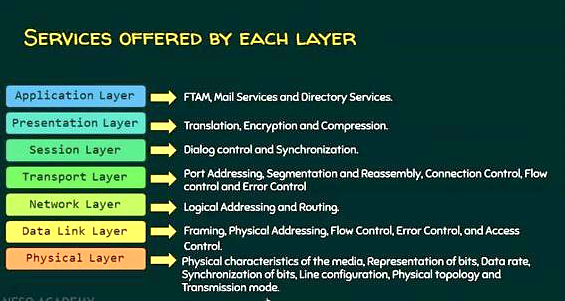 SERVICES OFFERED BY EACH LAYER
Application Layer FTAM, Mail Services and Directory Services.
Presentation Layer Translation, Encryption and Compression.
Session Layer Dialog control and Synchronization.
Transport Layer Port Addressing, Segmentation and Reassembly, Connection Control, Flow
control and Error Control
Network Layer Logical Addressing and Routing.
Data Link Layer Framing, Physical Addressing, Flow Control, Error Control, and Access
Control.
Physical Layer Physical characteristics of the media, Representation of bits, Data rate,
Synchronization of bits, Line configuration, Physical topology and
Transmission mode.
NESO ACADEMY